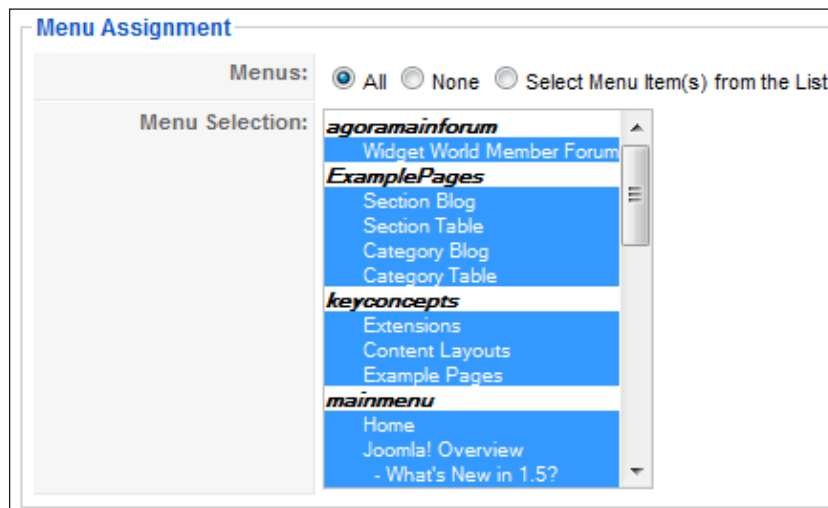 Menu Assignment
Menus: All None Select Menu Item(s) from the List
Menu Selection: agoramainforum
Widget World Member Forum
ExamplePages
Section Blog
Section Table
Category Blog
Category Table
keyconcepts
Extensions
Content Layouts
Example Pages
mainmenu
Home
Joomla! Overview
- What's New in 1.5?